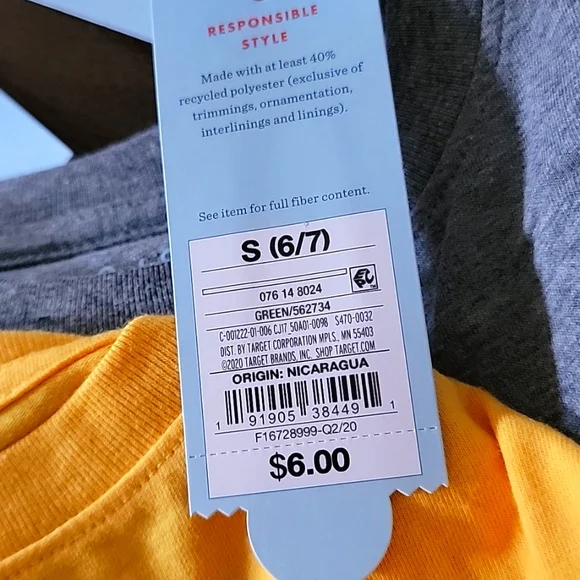 RESPONSIBLE
STYLE
Made with at least 40%
recycled polyester (exclusive of
trimmings, ornamentation,
interlinings and linings).
See item for full fiber content.
S (6/7)
076 14 8024
GREEN/562734
C-001222-01-006 CJ17_50A01-0098 S470-0032
DIST. BY TARGET CORPORATION MPLS., MN 55403
©2020 TARGET BRANDS, INC. SHOP TARGET.COM
ORIGIN: NICARAGUA
1 91905 38449 1
F16728999-Q2/20
$6.00